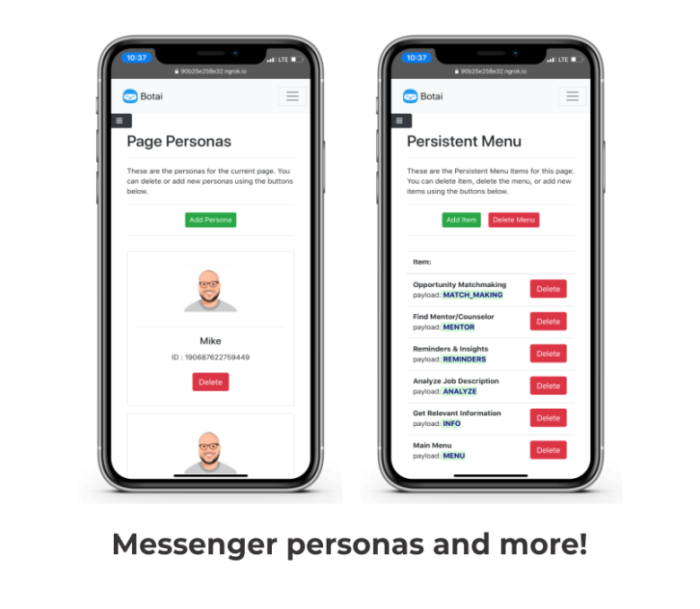 10:37
LTE
90b25e258e32.ngrok.io
Botai
Page Personas
These are the personas for the current page. You
can delete or add new personas using the buttons
below.
Add Persona
Mike
ID : 190687622759449
Delete
10:37
LTE
90b25e258e32.ngrok.io
Botai
Persistent Menu
These are the Persistent Menu Items for this page.
You can delete item, delete the menu, or add new
items using the buttons below.
Add Item Delete Menu
Item:
Opportunity Matchmaking
payload: MATCH_MAKING
Delete
Find Mentor/Counselor
payload: MENTOR
Delete
Reminders & Insights
payload: REMINDERS
Delete
Analyze Job Description
payload: ANALYZE
Delete
Get Relevant Information
payload: INFO
Delete
Main Menu
payload: MENU
Delete
Messenger personas and more!